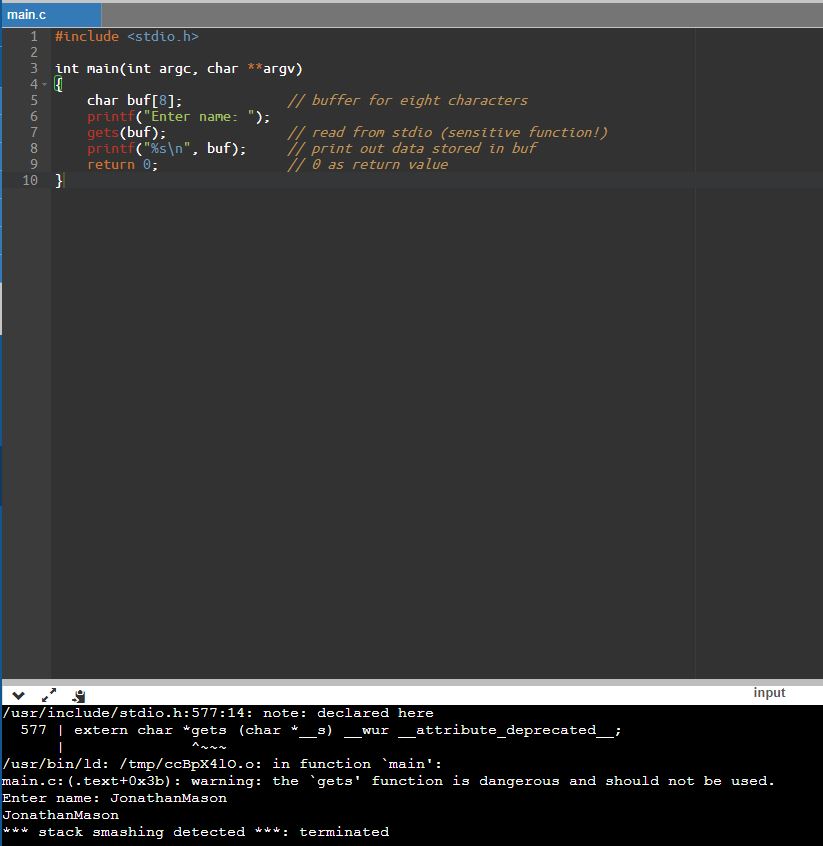 main.c
1 #include <stdio.h>
2
3 int main(int argc, char **argv)
4 {
5 char buf[8]; // buffer for eight characters
6 printf("Enter name: ");
7 gets(buf); // read from stdio (sensitive function!)
8 printf("%s\n", buf); // print out data stored in buf
9 return 0; // 0 as return value
10 }
input
/usr/include/stdio.h:577:14: note: declared here
577 | extern char *gets (char *__s) __wur __attribute_deprecated__;
| ^~~~
/usr/bin/ld: /tmp/ccBpX4lO.o: in function `main':
main.c:(.text+0x3b): warning: the `gets' function is dangerous and should not be used.
Enter name: JonathanMason
JonathanMason
*** stack smashing detected ***: terminated